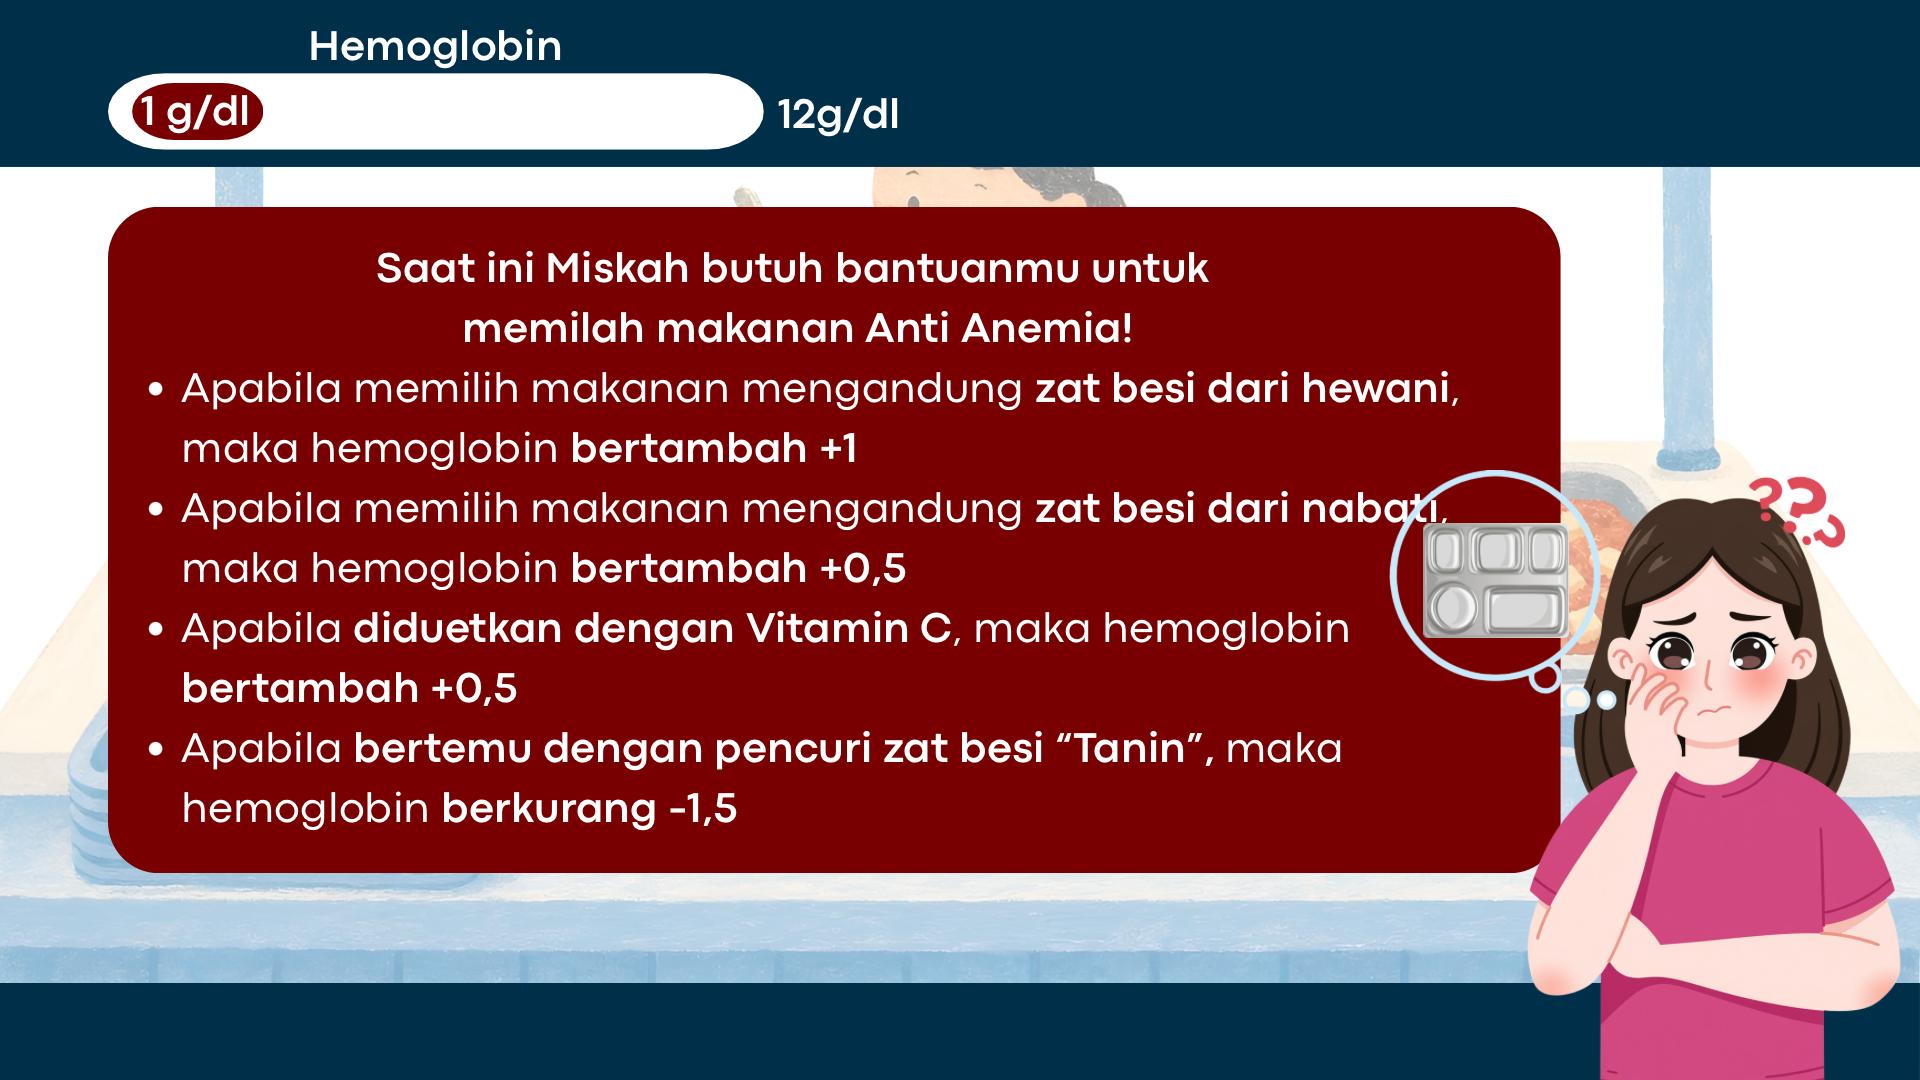 Hemoglobin
1 g/dl
12g/dl
Saat ini Miskah butuh bantuanmu untuk
memilah makanan Anti Anemia!
• Apabila memilih makanan mengandung zat besi dari hewani,
maka hemoglobin bertambah +1
• Apabila memilih makanan mengandung zat besi dari nabati,
maka hemoglobin bertambah +0,5
• Apabila diduetkan dengan Vitamin C, maka hemoglobin
bertambah +0,5
• Apabila bertemu dengan pencuri zat besi “Tanin”, maka
hemoglobin berkurang -1,5
???